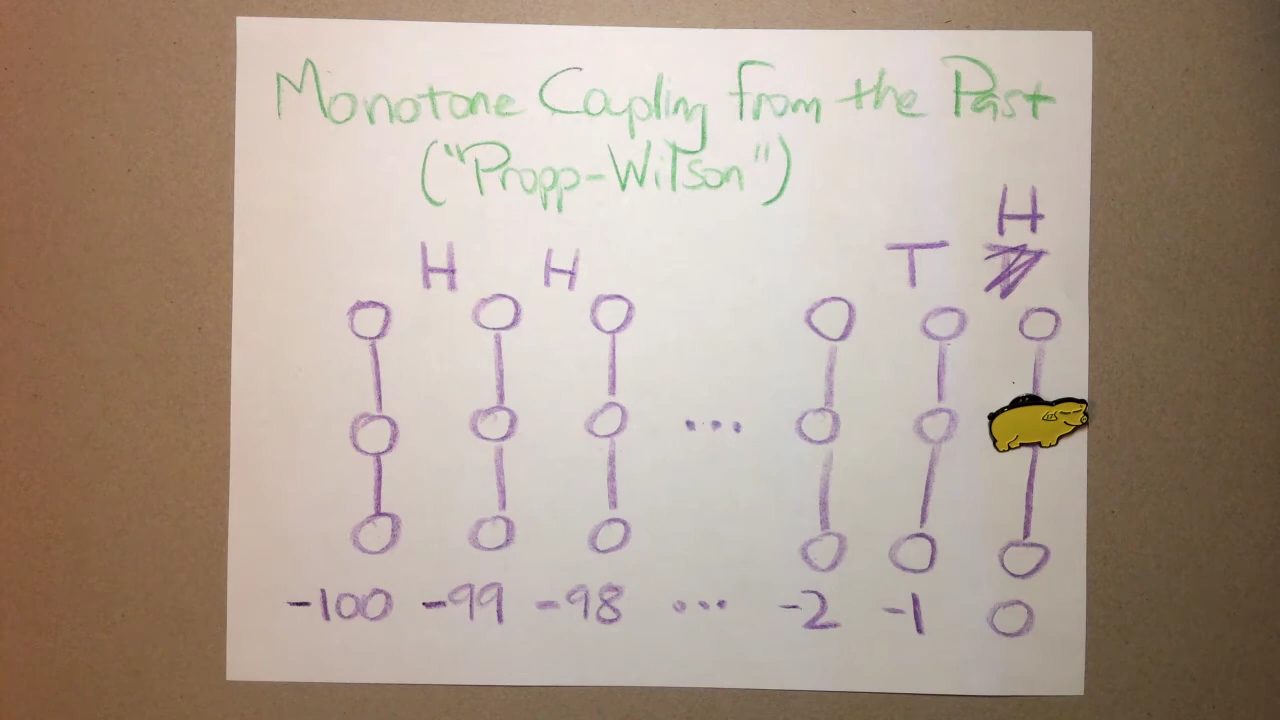 Monotone Coupling from the Past
("Propp-Wilson")
H
H H T
... 
-100 -99 -98 ... -2 -1 0